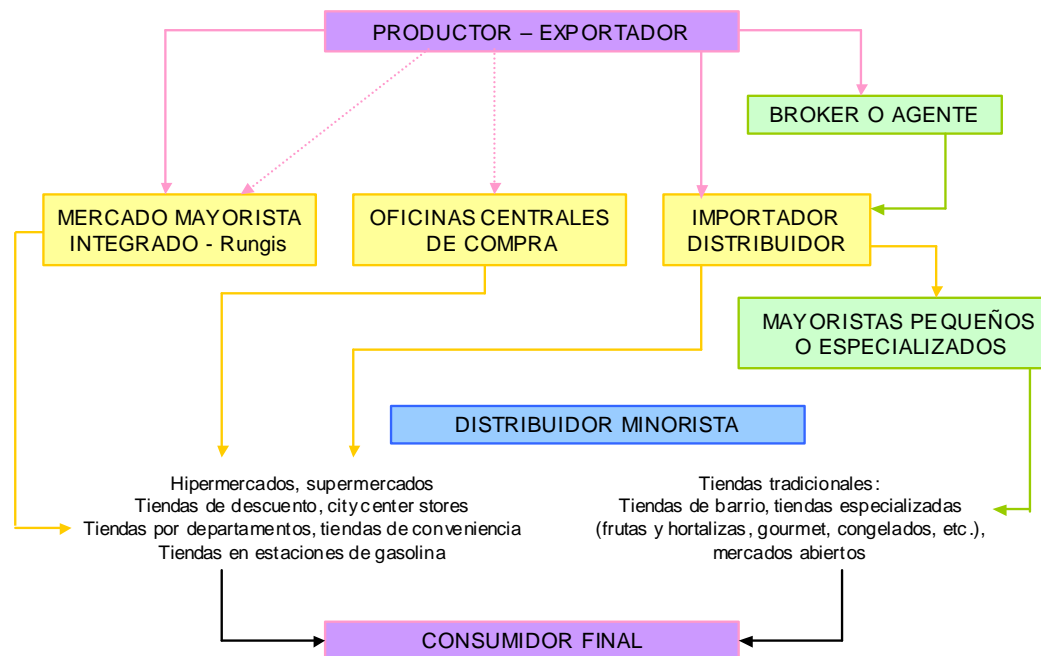 PRODUCTOR – EXPORTADOR
BROKER O AGENTE
MERCADO MAYORISTA
INTEGRADO - Rungis
OFICINAS CENTRALES
DE COMPRA
IMPORTADOR
DISTRIBUIDOR
MAYORISTAS PEQUEÑOS
O ESPECIALIZADOS
DISTRIBUIDOR MINORISTA
Hipermercados, supermercados
Tiendas de descuento, city center stores
Tiendas por departamentos, tiendas de conveniencia
Tiendas en estaciones de gasolina
Tiendas tradicionales:
Tiendas de barrio, tiendas especializadas
(frutas y hortalizas, gourmet, congelados, etc.),
mercados abiertos
CONSUMIDOR FINAL